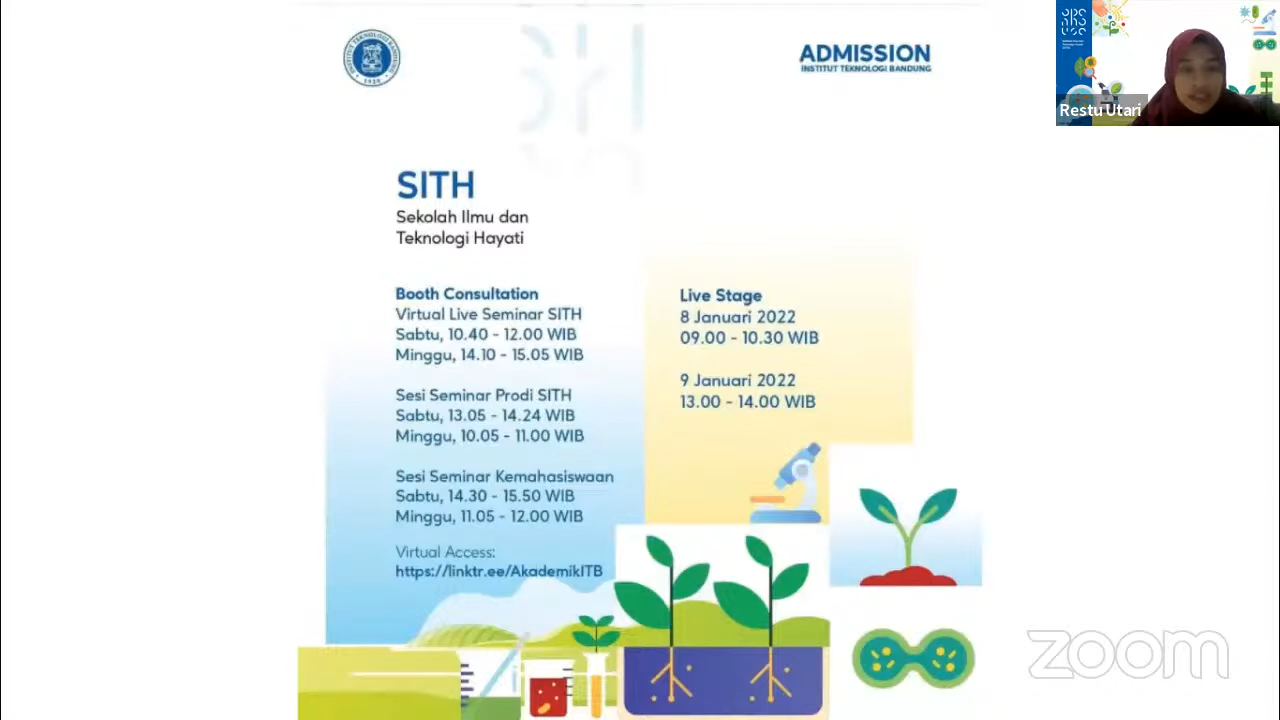 ADMISSION
INSTITUT TEKNOLOGI BANDUNG
Restu Utari
SITH
Sekolah Ilmu dan
Teknologi Hayati
Booth Consultation
Virtual Live Seminar SITH
Sabtu, 10.40 - 12.00 WIB
Minggu, 14.10 - 15.05 WIB
Sesi Seminar Prodi SITH
Sabtu, 13.05 - 14.24 WIB
Minggu, 10.05 - 11.00 WIB
Sesi Seminar Kemahasiswaan
Sabtu, 14.30 - 15.50 WIB
Minggu, 11.05 - 12.00 WIB
Virtual Access:
https://linktr.ee/AkademikITB
Live Stage
8 Januari 2022
09.00 - 10.30 WIB
9 Januari 2022
13.00 - 14.00 WIB
zoom